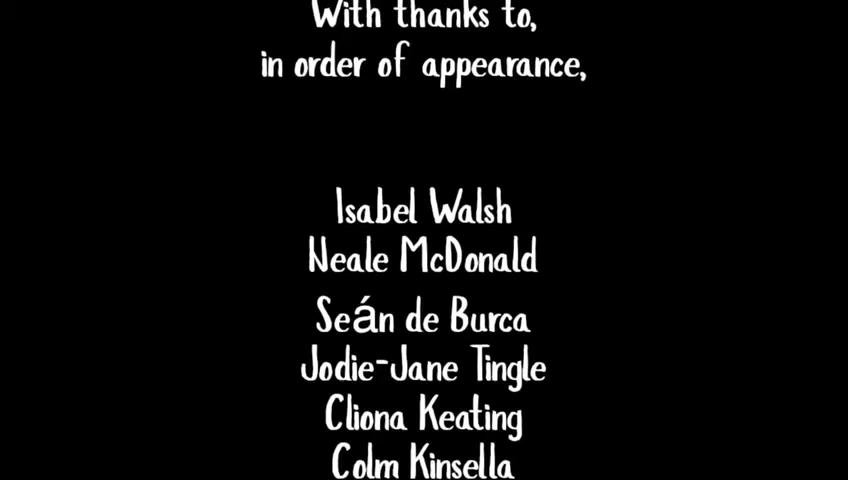 With thanks to,
in order of appearance,
Isabel Walsh
Neale McDonald
Seán de Burca
Jodie-Jane Tingle
Cliona Keating
Colm Kinsella